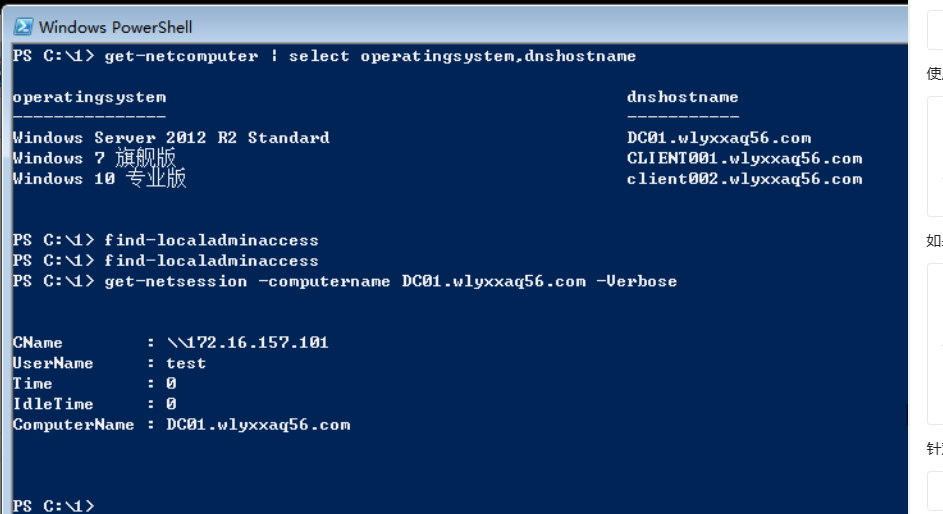 Windows PowerShell
PS C:\1> get-netcomputer | select operatingsystem,dnshostname
operatingsystem dnshostname
--------------- -----------
Windows Server 2012 R2 Standard DC01.wlyxxaq56.com
Windows 7 旗舰版 CLIENT001.wlyxxaq56.com
Windows 10 专业版 client002.wlyxxaq56.com
PS C:\1> find-localadminaccess
PS C:\1> find-localadminaccess
PS C:\1> get-netsession -computername DC01.wlyxxaq56.com -Verbose
CName : \\172.16.157.101
UserName : test
Time : 0
IdleTime : 0
ComputerName : DC01.wlyxxaq56.com
PS C:\1>